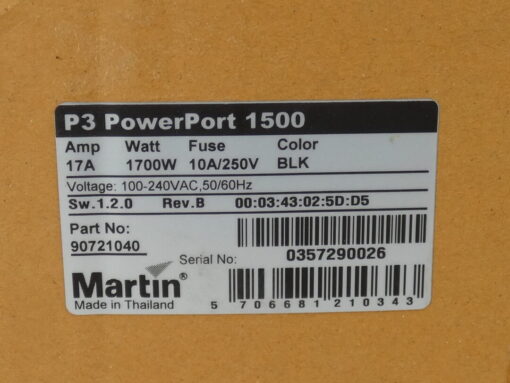 P3 PowerPort 1500
Amp Watt Fuse Color
17A 1700W 10A/250V BLK
Voltage: 100-240VAC,50/60Hz
Sw.1.2.0 Rev.B 00:03:43:02:5D:D5
Part No:
90721040
Serial No: 0357290026
Martin®
Made in Thailand
5 706681 210343